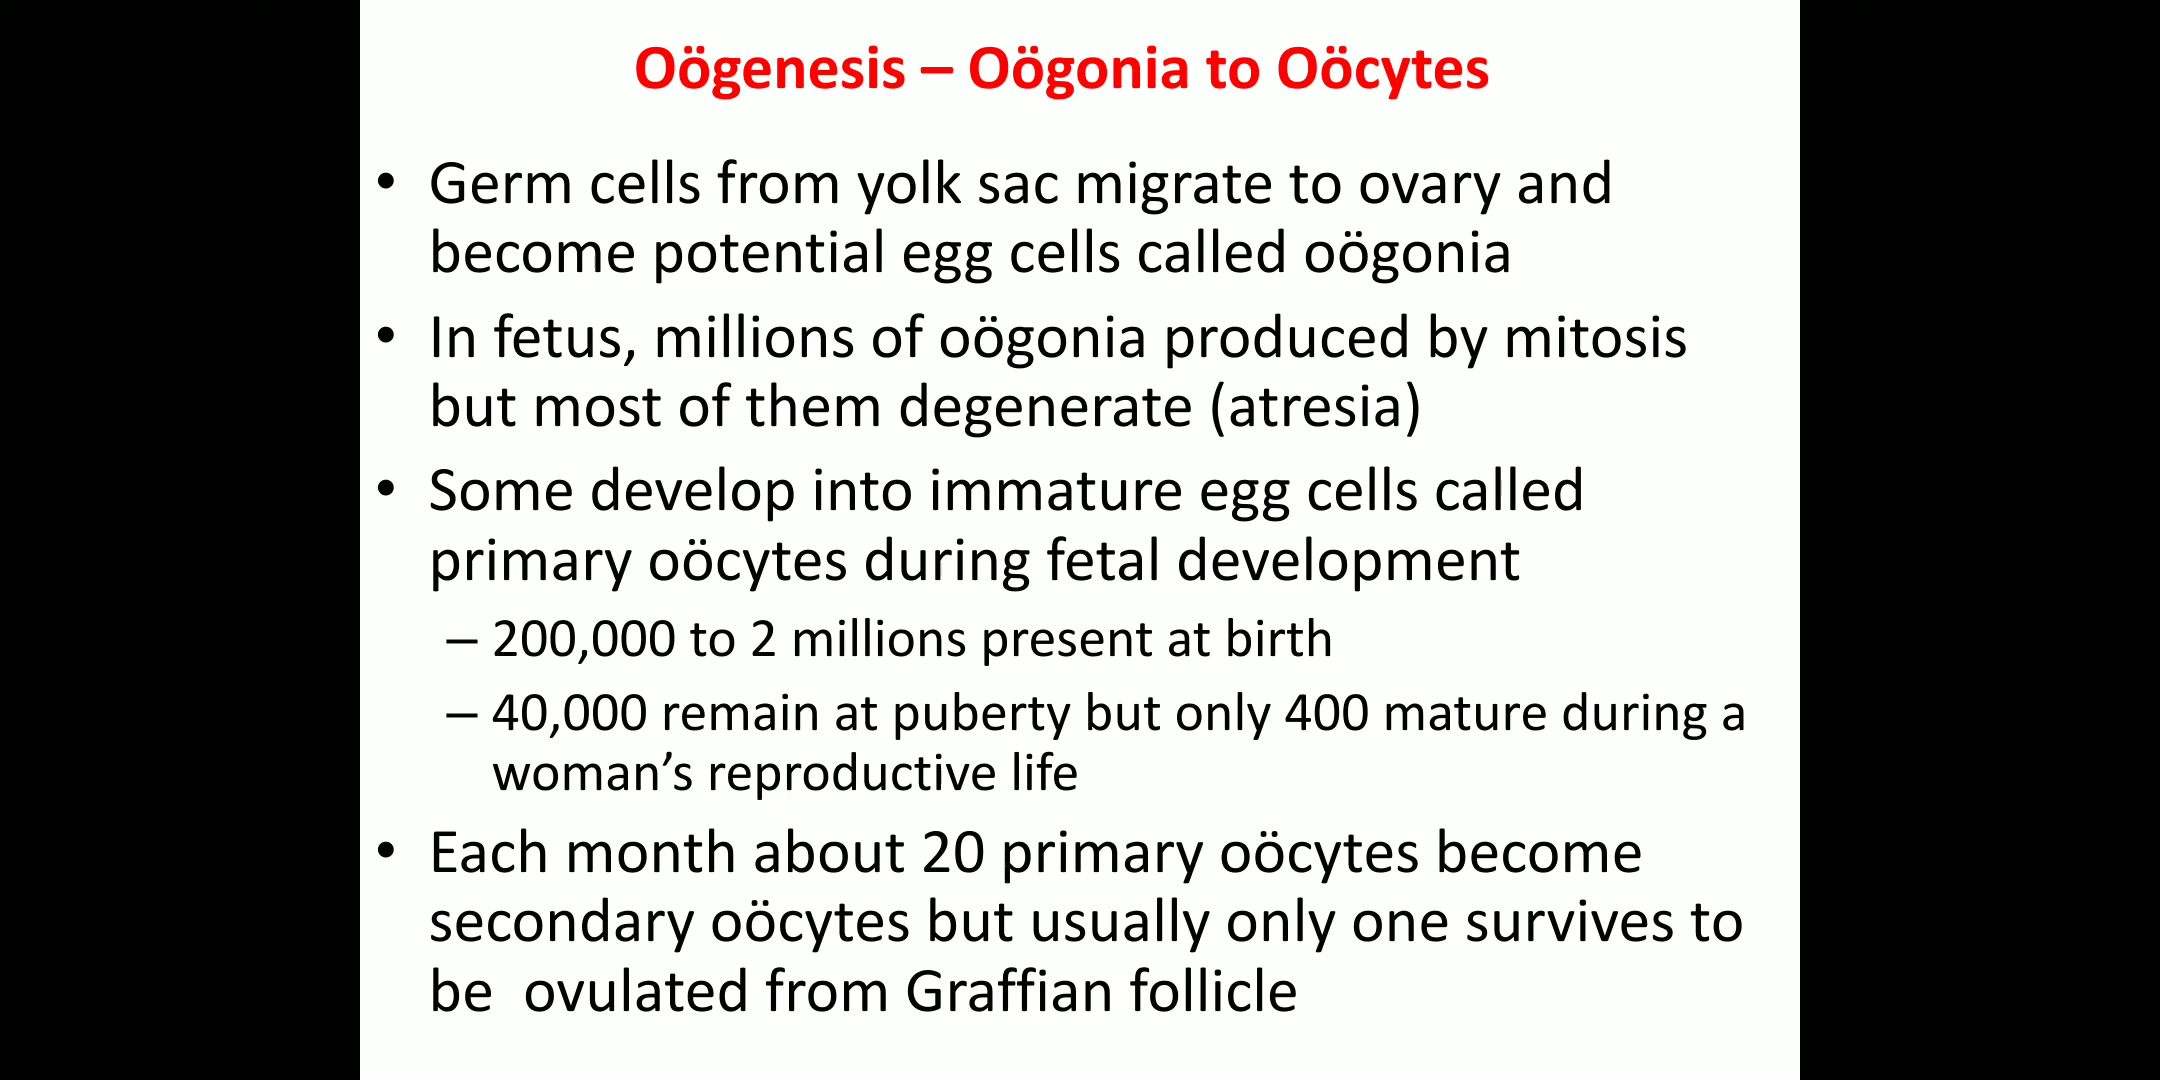 Oögenesis – Oögonia to Oöcytes
• Germ cells from yolk sac migrate to ovary and
become potential egg cells called oögonia
• In fetus, millions of oögonia produced by mitosis
but most of them degenerate (atresia)
• Some develop into immature egg cells called
primary oöcytes during fetal development
– 200,000 to 2 millions present at birth
– 40,000 remain at puberty but only 400 mature during a
woman’s reproductive life
• Each month about 20 primary oöcytes become
secondary oöcytes but usually only one survives to
be  ovulated from Graffian follicle